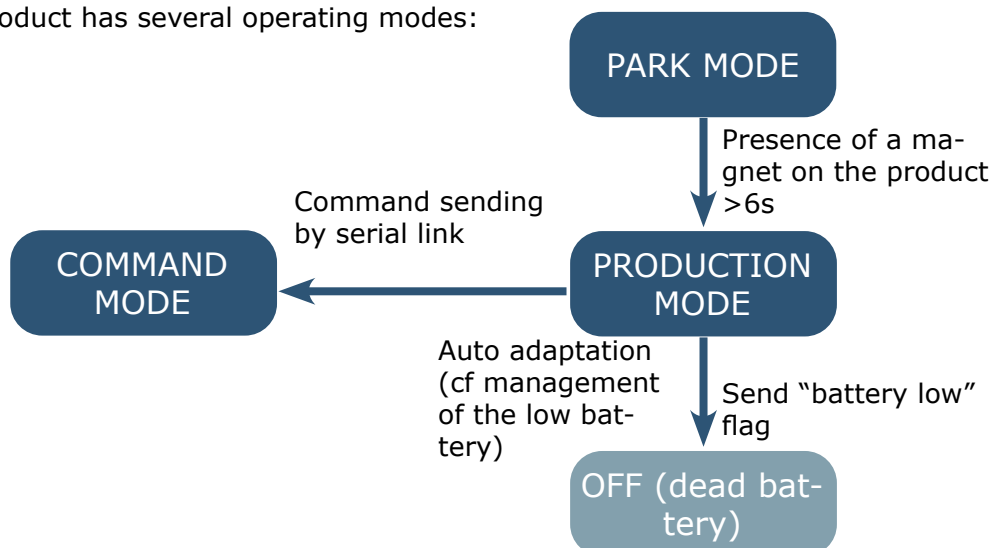 oduct has several operating modes:
PARK MODE
Presence of a ma-
gnet on the product
>6s
Command sending
by serial link
COMMAND
MODE
PRODUCTION
MODE
Auto adaptation
(cf management
of the low bat-
tery)
Send “battery low”
flag
OFF (dead bat-
tery)